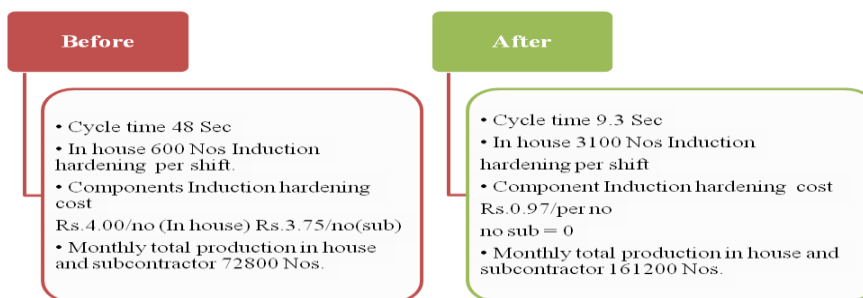 Before
• Cycle time 48 Sec
• In house 600 Nos Induction
hardening per shift.
• Components Induction hardening
cost
Rs.4.00/no (In house) Rs.3.75/no(sub)
• Monthly total production in house
and subcontractor 72800 Nos.
After
• Cycle time 9.3 Sec
• In house 3100 Nos Induction
hardening per shift
• Component Induction hardening cost
Rs.0.97/per no
no sub = 0
• Monthly total production in house and
subcontractor 161200 Nos.